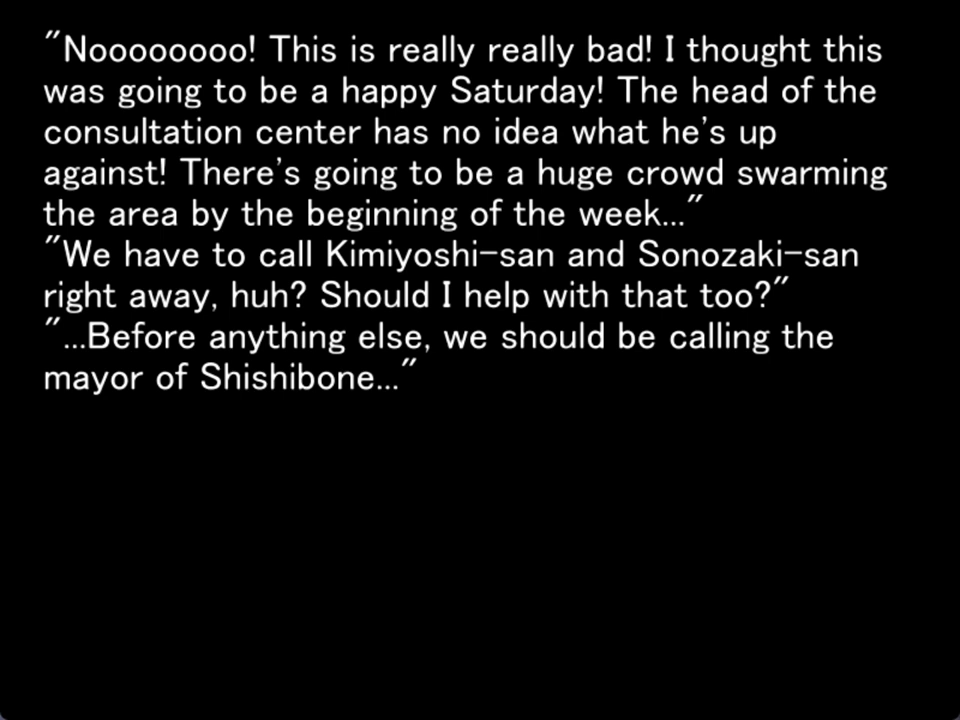 "Noooooooo! This is really really bad! I thought this
was going to be a happy Saturday! The head of the
consultation center has no idea what he's up
against! There's going to be a huge crowd swarming
the area by the beginning of the week..."
"We have to call Kimiyoshi-san and Sonozaki-san
right away, huh? Should I help with that too?"
"...Before anything else, we should be calling the
mayor of Shishibone..."